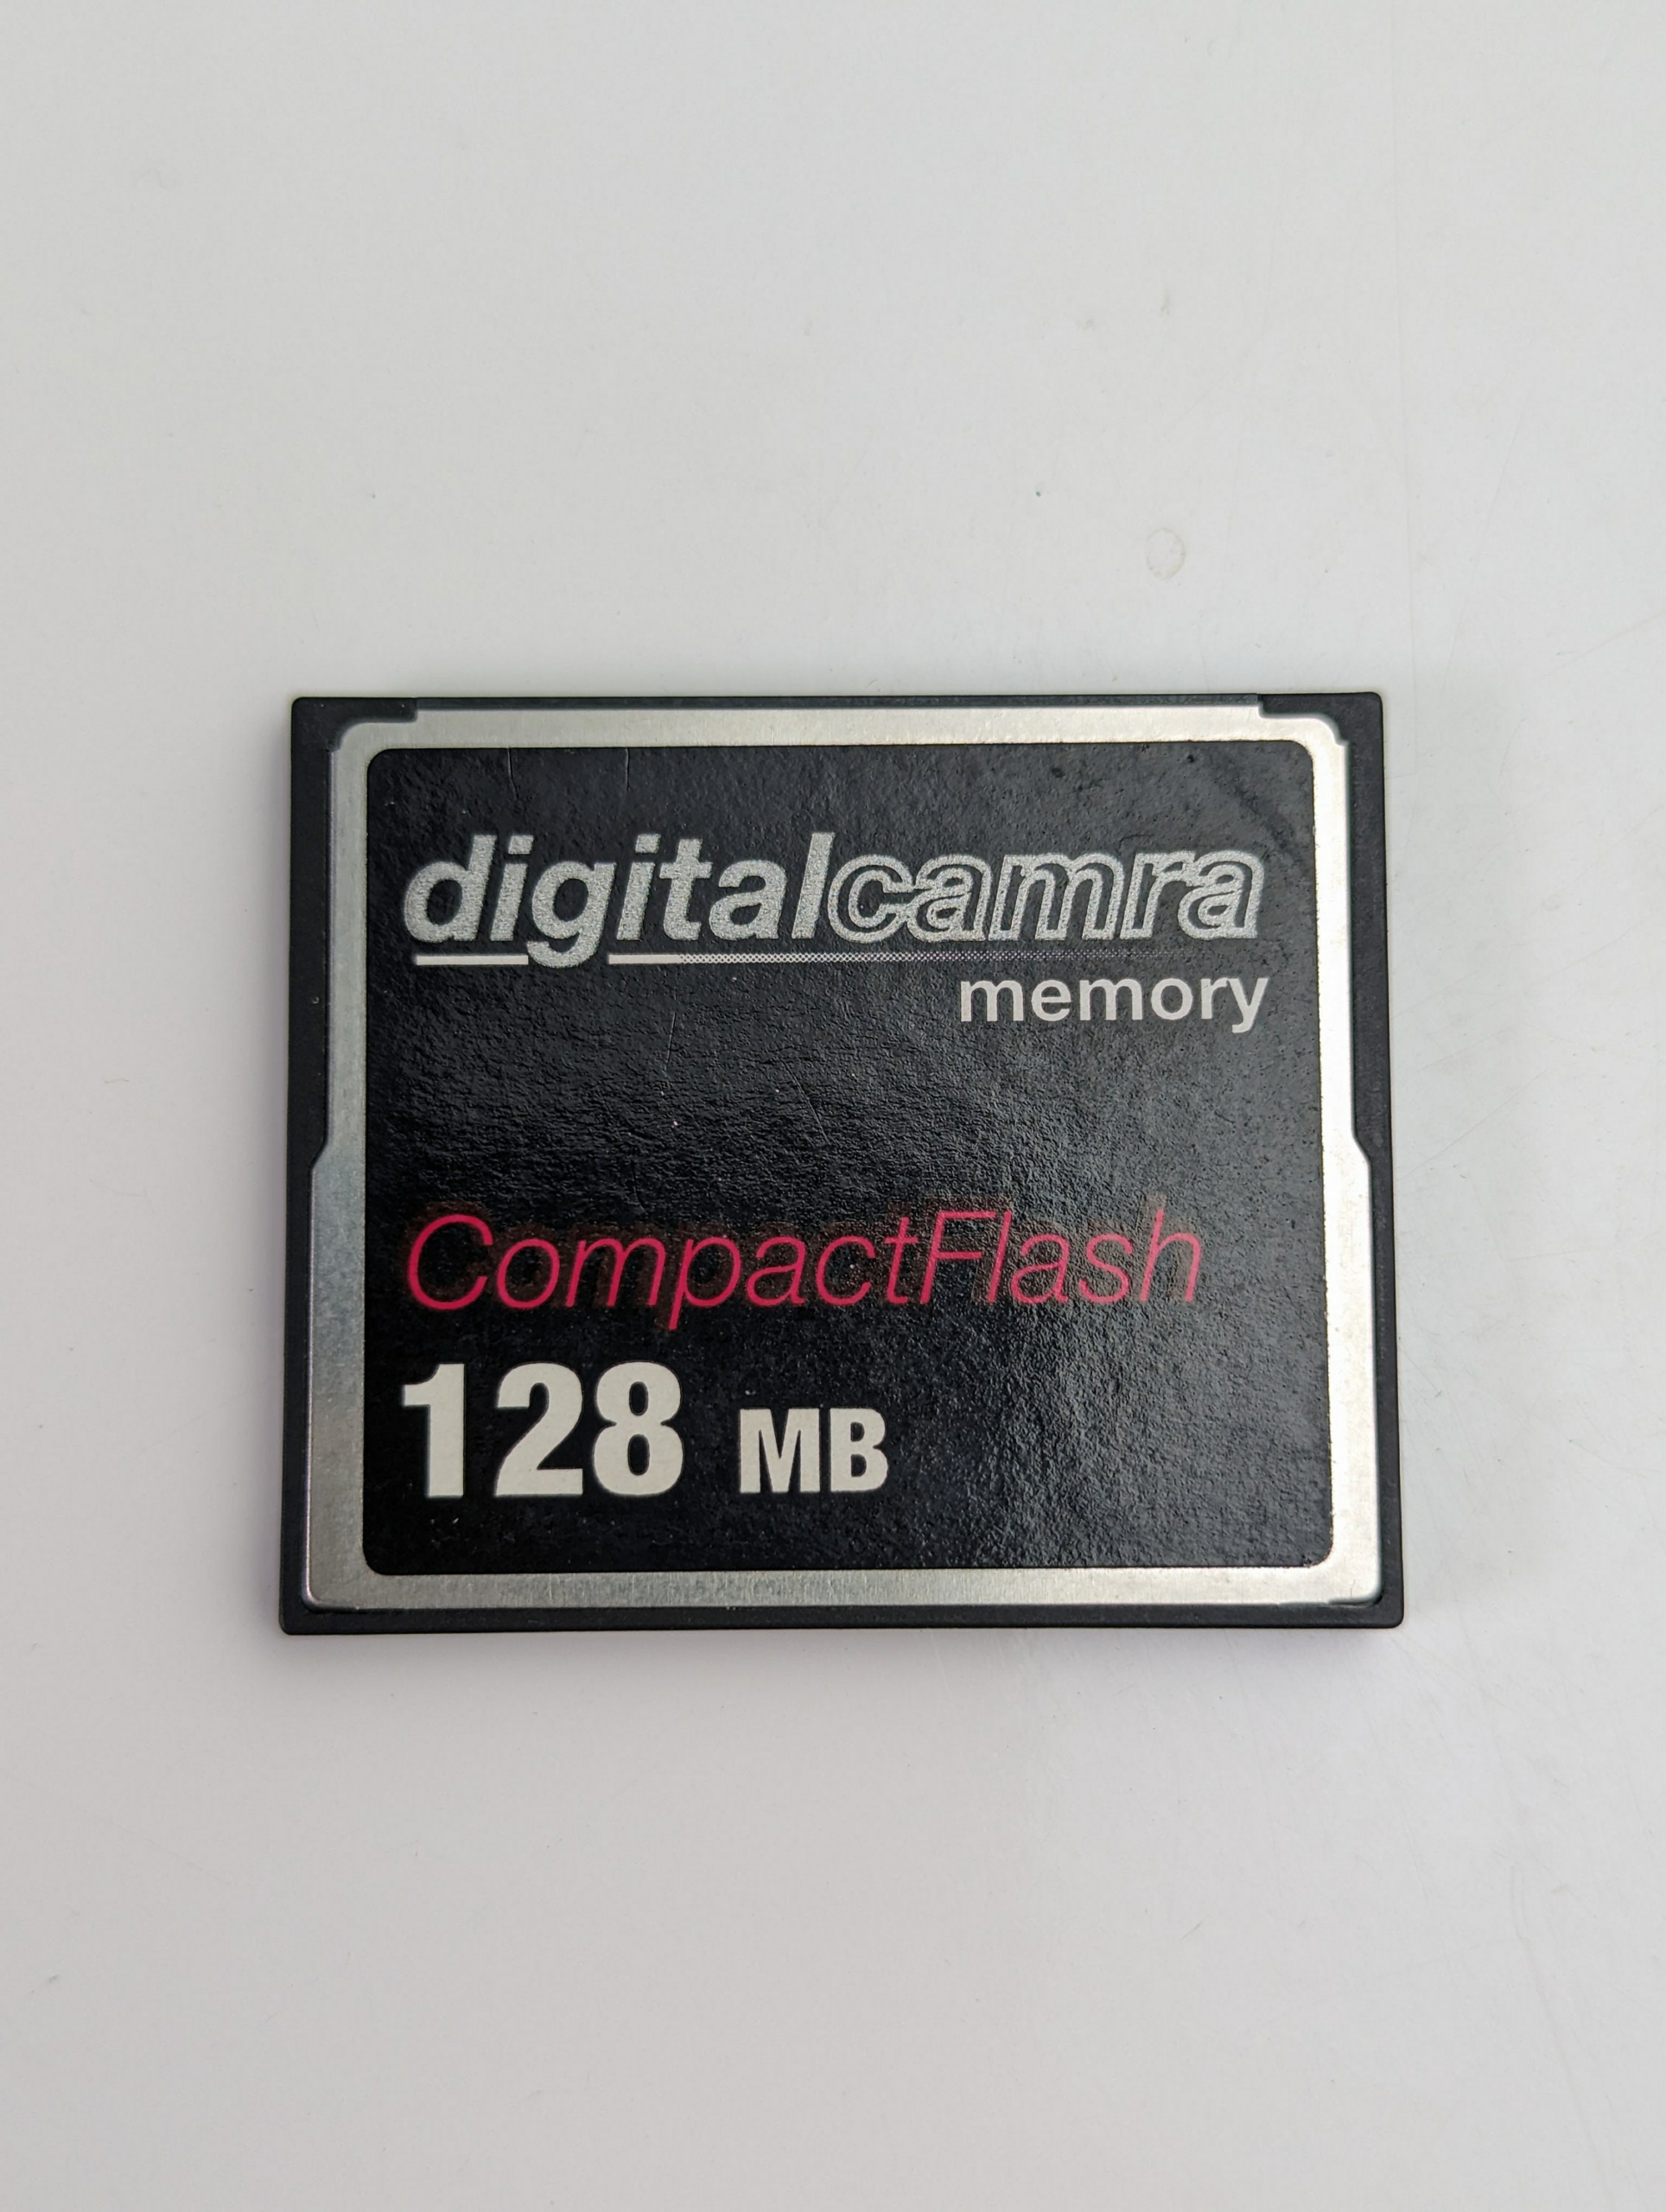 digitalcamra
memory
CompactFlash
128 MB